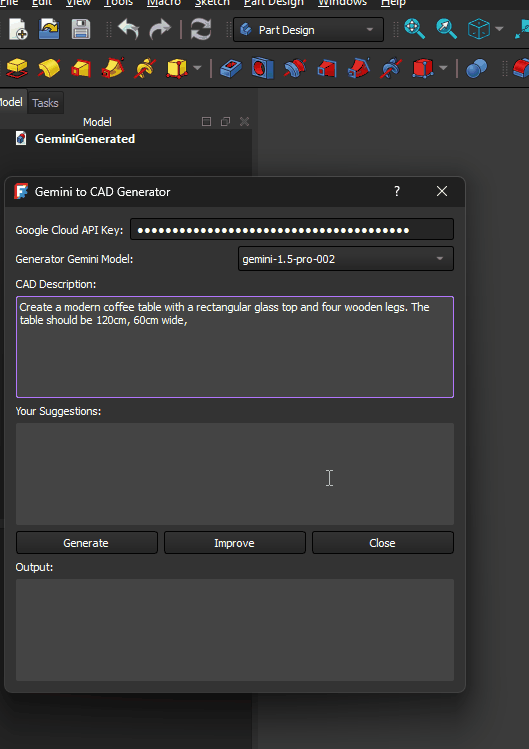 File Edit View Tools Macro Sketch Part Design Windows Help
Part Design
Model Tasks
Model
GeminiGenerated
Gemini to CAD Generator ?
Google Cloud API Key: ●●●●●●●●●●●●●●●●●●●●●●●●●●●●●●●●●●●●●●●
Generator Gemini Model: gemini-1.5-pro-002
CAD Description:
Create a modern coffee table with a rectangular glass top and four wooden legs. The
table should be 120cm, 60cm wide,
Your Suggestions:
Generate Improve Close
Output: